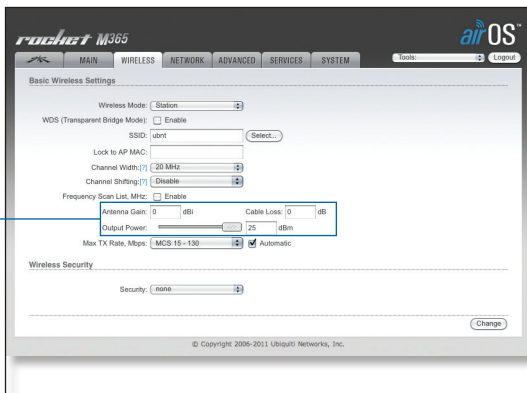 rocket M365
airOS™
MAIN WIRELESS NETWORK ADVANCED SERVICES SYSTEM Tools: Logout
Basic Wireless Settings
Wireless Mode: Station
WDS (Transparent Bridge Mode): Enable
SSID: ubnt Select...
Lock to AP MAC:
Channel Width:[?] 20 MHz
Channel Shifting:[?] Disable
Frequency Scan List, MHz: Enable
Antenna Gain: 0 dBi Cable Loss: 0 dB
Output Power: 25 dBm
Max TX Rate, Mbps: MCS 15 - 130 Automatic
Wireless Security
Security: none
Change
© Copyright 2006-2011 Ubiquiti Networks, Inc.